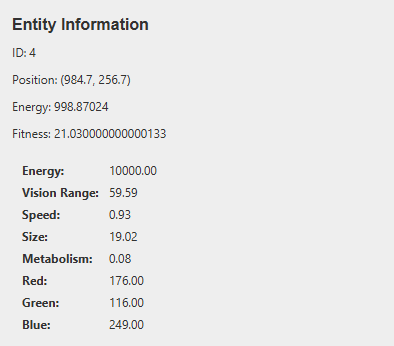 Entity Information
ID: 4
Position: (984.7, 256.7)
Energy: 998.87024
Fitness: 21.030000000000133
Energy: 10000.00
Vision Range: 59.59
Speed: 0.93
Size: 19.02
Metabolism: 0.08
Red: 176.00
Green: 116.00
Blue: 249.00